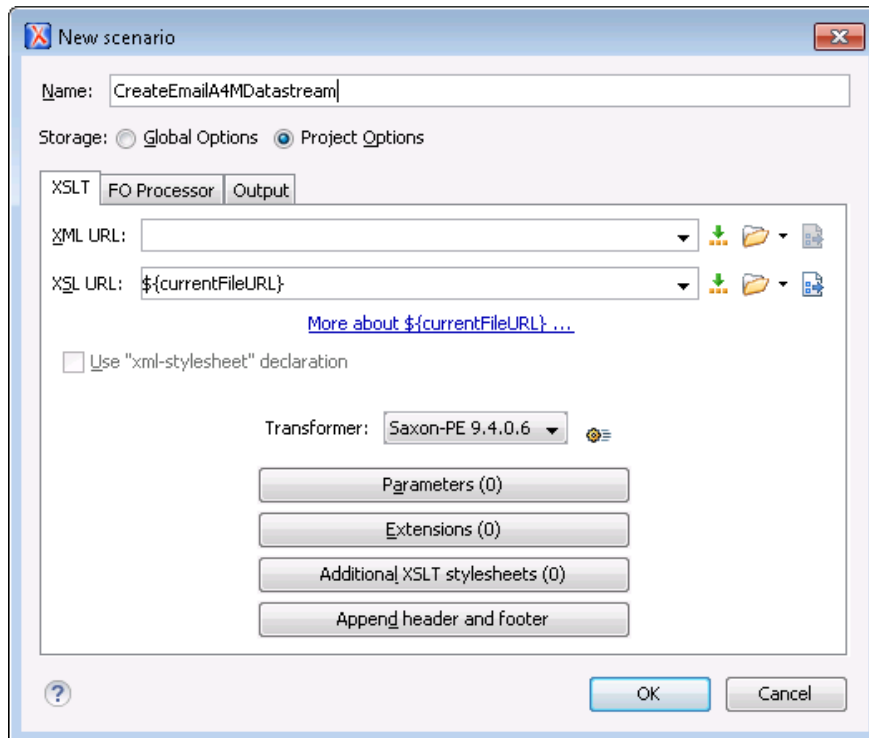 New scenario
Name: CreateEmailA4MDatastream
Storage: Global Options Project Options
XSLT FO Processor Output
XML URL:
XSL URL: ${currentFileURL}
More about ${currentFileURL} ...
Use "xml-stylesheet" declaration
Transformer: Saxon-PE 9.4.0.6
Parameters (0)
Extensions (0)
Additional XSLT stylesheets (0)
Append header and footer
? OK Cancel